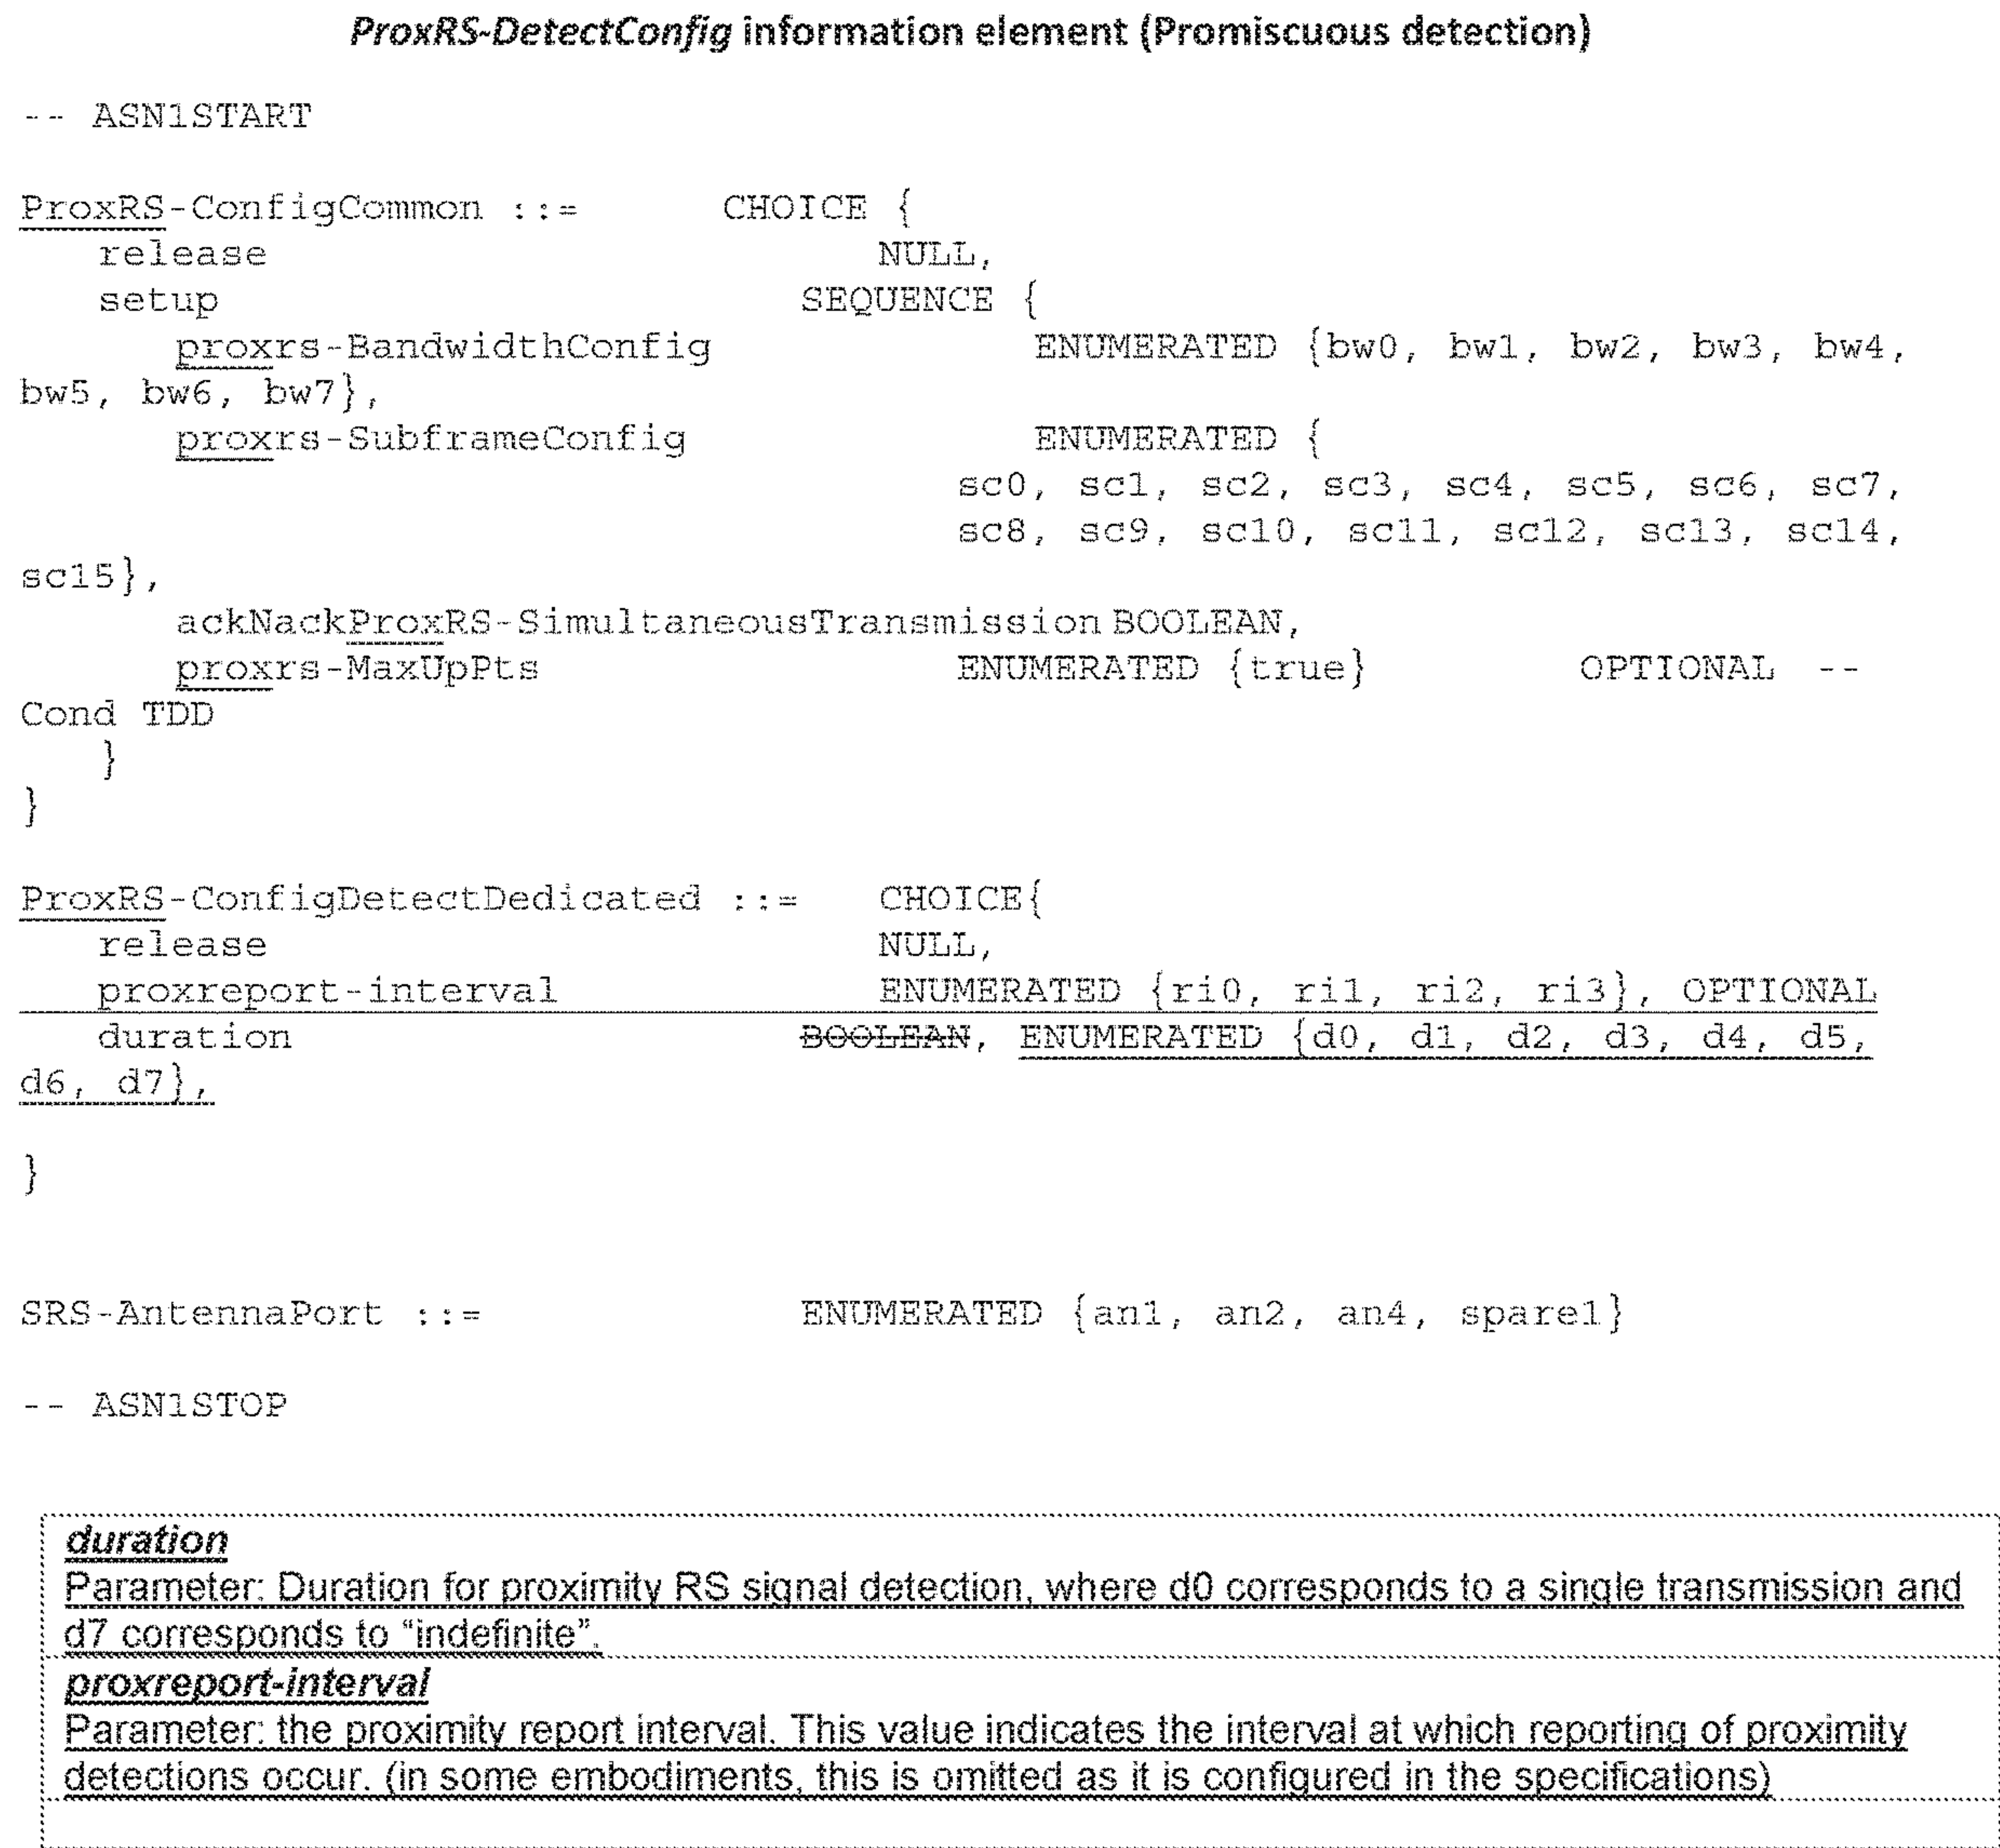 ProxRS-DetectConfig information element (Promiscuous detection)
-- ASN1START
ProxRS-ConfigCommon ::= CHOICE {
release NULL,
setup SEQUENCE {
proxrs-BandwidthConfig ENUMERATED {bw0, bw1, bw2, bw3, bw4,
bw5, bw6, bw7},
proxrs-SubframeConfig ENUMERATED {
sc0, sc1, sc2, sc3, sc4, sc5, sc6, sc7,
sc8, sc9, sc10, sc11, sc12, sc13, sc14,
sc15},
ackNackProxRS-SimultaneousTransmission BOOLEAN,
proxrs-MaxUpPts ENUMERATED {true} OPTIONAL --
Cond TDD
}
}
ProxRS-ConfigDetectDedicated ::= CHOICE{
release NULL,
proxreport-interval ENUMERATED {ri0, ri1, ri2, ri3}, OPTIONAL
duration BOOLEAN, ENUMERATED {d0, d1, d2, d3, d4, d5,
d6, d7},
}
SRS-AntennaPort ::= ENUMERATED {an1, an2, an4, spare1}
-- ASN1STOP
duration
Parameter: Duration for proximity RS signal detection, where d0 corresponds to a single transmission and
d7 corresponds to “indefinite”.
proxreport-interval
Parameter: the proximity report interval. This value indicates the interval at which reporting of proximity
detections occur. (in some embodiments, this is omitted as it is configured in the specifications)